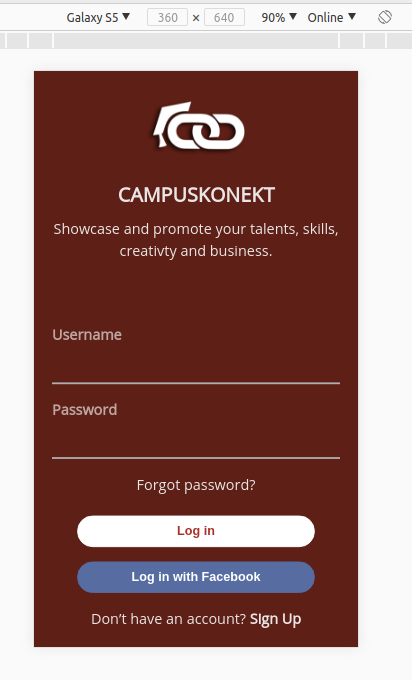 Galaxy S5 ▼ 360 × 640 90% ▼ Online ▼
CAMPUSKONEKT
Showcase and promote your talents, skills,
creativty and business.
Username
Password
Forgot password?
Log in
Log in with Facebook
Don't have an account? Sign Up